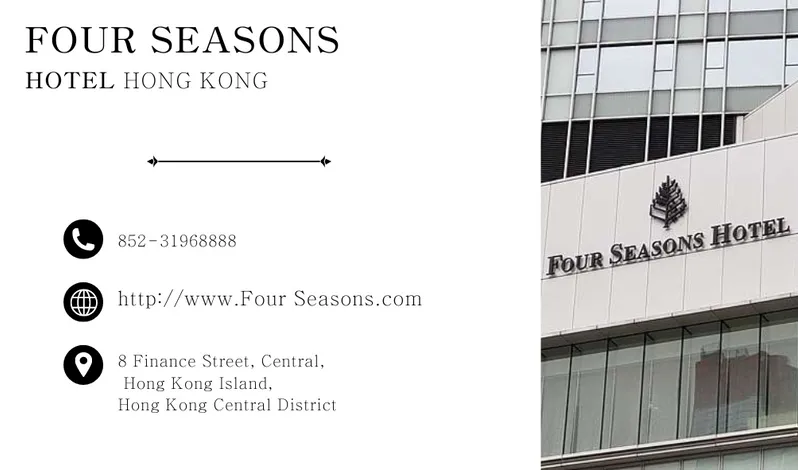 FOUR SEASONS
HOTEL HONG KONG
852-31968888
http://www.Four Seasons.com
8 Finance Street, Central,
Hong Kong Island,
Hong Kong Central District
FOUR SEASONS HOTEL